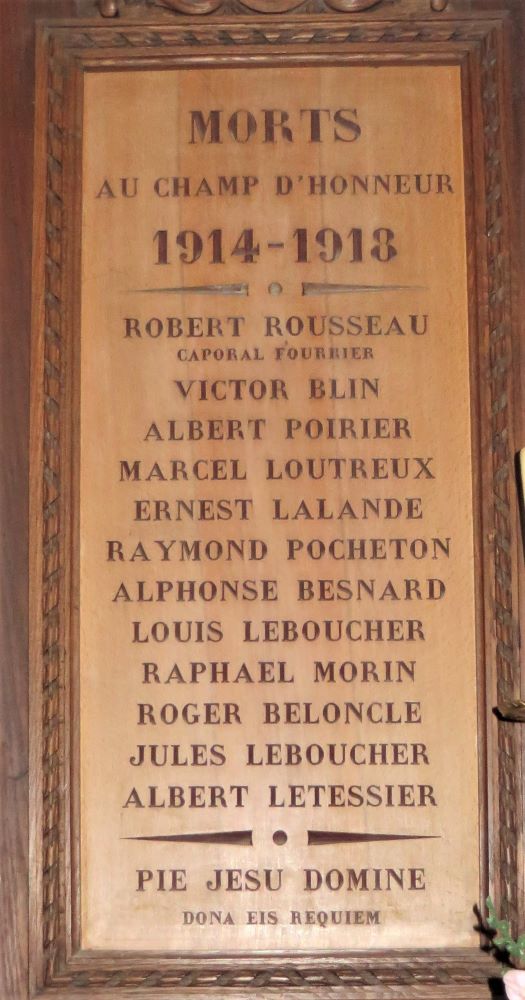 MORTS
AU CHAMP D'HONNEUR
1914-1918
ROBERT ROUSSEAU
CAPORAL FOURRIER
VICTOR BLIN
ALBERT POIRIER
MARCEL LOUTREUX
ERNEST LALANDE
RAYMOND POCHETON
ALPHONSE BESNARD
LOUIS LEBOUCHER
RAPHAEL MORIN
ROGER BELONCLE
JULES LEBOUCHER
ALBERT LETESSIER
PIE JESU DOMINE
DONA EIS REQUIEM